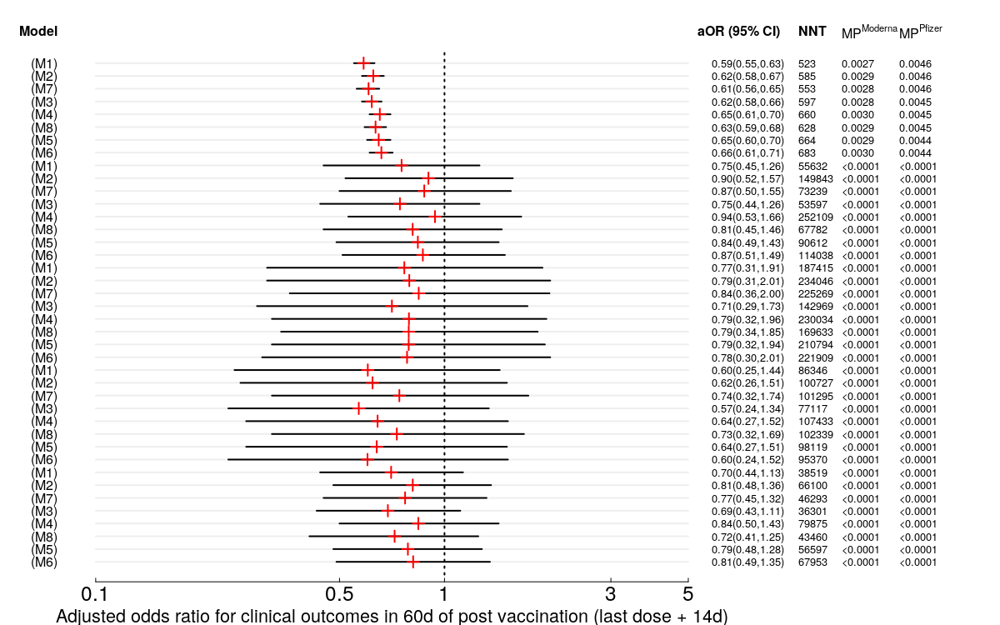 Model aOR (95% CI) NNT MPModerna MPPfizer
(M1) 0.59(0.55,0.63) 523 0.0027 0.0046
(M2) 0.62(0.58,0.67) 585 0.0029 0.0046
(M7) 0.61(0.56,0.65) 553 0.0028 0.0046
(M3) 0.62(0.58,0.66) 597 0.0028 0.0045
(M4) 0.65(0.61,0.70) 660 0.0030 0.0045
(M8) 0.63(0.59,0.68) 628 0.0029 0.0045
(M5) 0.65(0.60,0.70) 664 0.0029 0.0044
(M6) 0.66(0.61,0.71) 683 0.0030 0.0044
(M1) 0.75(0.45,1.26) 55632 <0.0001 <0.0001
(M2) 0.90(0.52,1.57) 149843 <0.0001 <0.0001
(M7) 0.87(0.50,1.55) 73239 <0.0001 <0.0001
(M3) 0.75(0.44,1.26) 53597 <0.0001 <0.0001
(M4) 0.94(0.53,1.66) 252109 <0.0001 <0.0001
(M8) 0.81(0.45,1.46) 67782 <0.0001 <0.0001
(M5) 0.84(0.49,1.43) 90612 <0.0001 <0.0001
(M6) 0.87(0.51,1.49) 114038 <0.0001 <0.0001
(M1) 0.77(0.31,1.91) 187415 <0.0001 <0.0001
(M2) 0.79(0.31,2.01) 234046 <0.0001 <0.0001
(M7) 0.84(0.36,2.00) 225269 <0.0001 <0.0001
(M3) 0.71(0.29,1.73) 142969 <0.0001 <0.0001
(M4) 0.79(0.32,1.96) 230034 <0.0001 <0.0001
(M8) 0.79(0.34,1.85) 169633 <0.0001 <0.0001
(M5) 0.79(0.32,1.94) 210794 <0.0001 <0.0001
(M6) 0.78(0.30,2.01) 221909 <0.0001 <0.0001
(M1) 0.60(0.25,1.44) 86346 <0.0001 <0.0001
(M2) 0.62(0.26,1.51) 100727 <0.0001 <0.0001
(M7) 0.74(0.32,1.74) 101295 <0.0001 <0.0001
(M3) 0.57(0.24,1.34) 77117 <0.0001 <0.0001
(M4) 0.64(0.27,1.52) 107433 <0.0001 <0.0001
(M8) 0.73(0.32,1.69) 102339 <0.0001 <0.0001
(M5) 0.64(0.27,1.51) 98119 <0.0001 <0.0001
(M6) 0.60(0.24,1.52) 95370 <0.0001 <0.0001
(M1) 0.70(0.44,1.13) 38519 <0.0001 <0.0001
(M2) 0.81(0.48,1.36) 66100 <0.0001 <0.0001
(M7) 0.77(0.45,1.32) 46293 <0.0001 <0.0001
(M3) 0.69(0.43,1.11) 36301 <0.0001 <0.0001
(M4) 0.84(0.50,1.43) 79875 <0.0001 <0.0001
(M8) 0.72(0.41,1.25) 43460 <0.0001 <0.0001
(M5) 0.79(0.48,1.28) 56597 <0.0001 <0.0001
(M6) 0.81(0.49,1.35) 67953 <0.0001 <0.0001
0.1 0.5 1 3 5
Adjusted odds ratio for clinical outcomes in 60d of post vaccination (last dose + 14d)